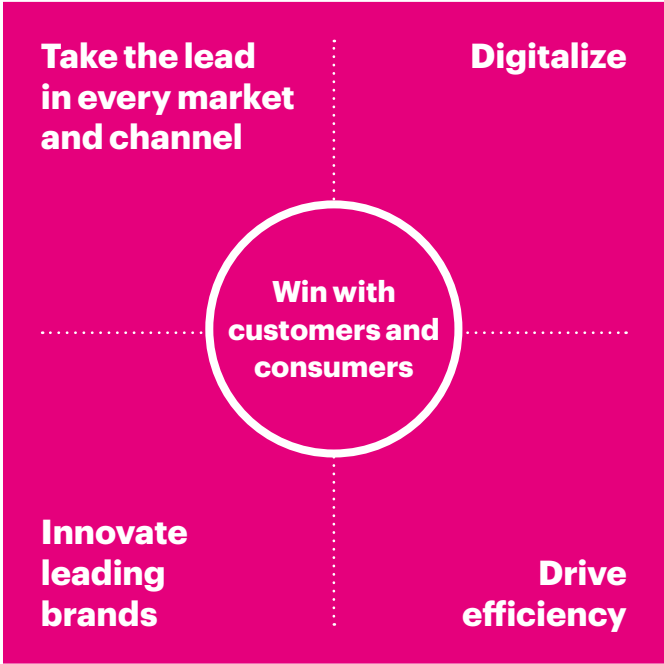 Take the lead
in every market
and channel
Digitalize
Win with
customers and
consumers
Innovate
leading
brands
Drive
efficiency